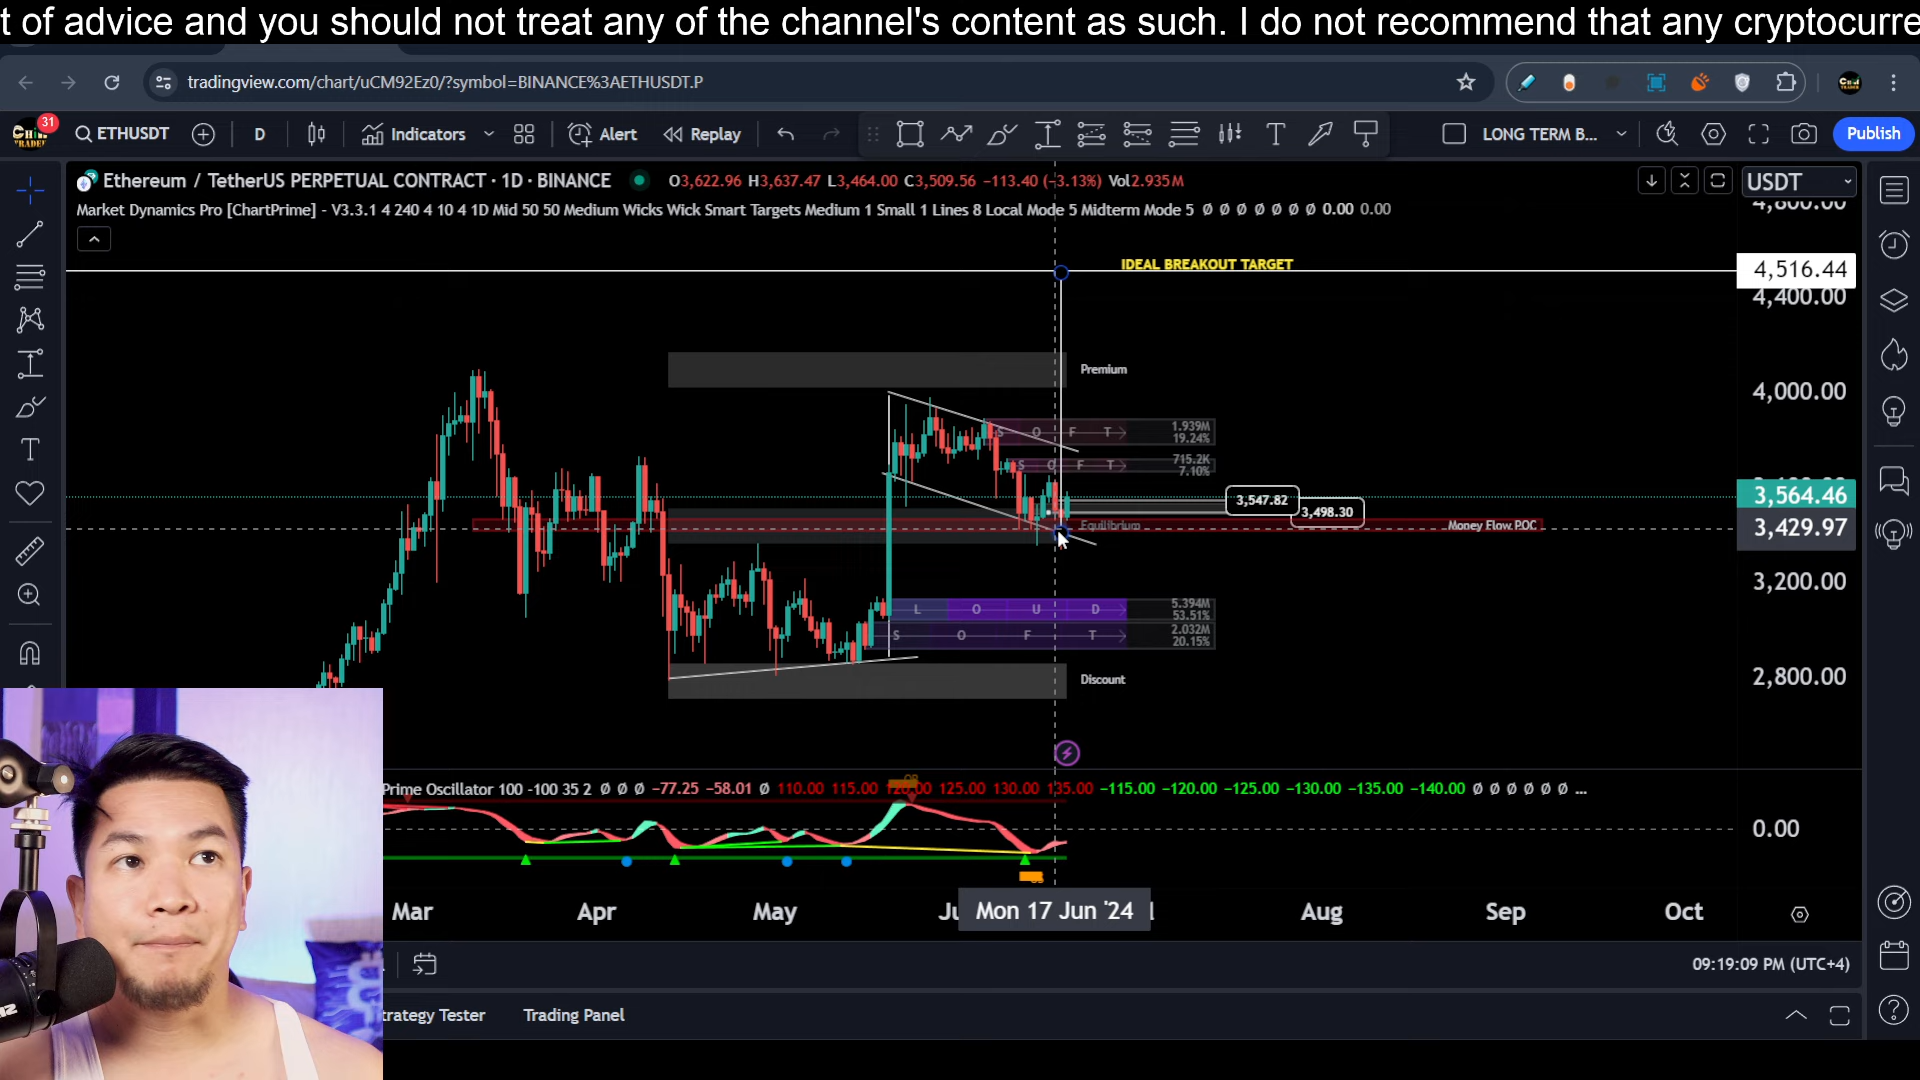 t of advice and you should not treat any of the channel's content as such. I do not recommend that any cryptocurre
tradingview.com/chart/uCM92Ez0/?symbol=BINANCE%3AETHUSDT.P
31
ETHUSDT
D
Indicators
Alert
Replay
LONG TERM B...
Publish
Ethereum / TetherUS PERPETUAL CONTRACT · 1D · BINANCE
O3,622.96 H3,637.47 L3,464.00 C3,509.56 −113.40 (−3.13%) Vol2.935M
USDT
Market Dynamics Pro [ChartPrime] - V3.3.1 4 240 4 10 4 1D Mid 50 50 Medium Wicks Wick Smart Targets Medium 1 Small 1 Lines 8 Local Mode 5 Midterm Mode 5 Ø Ø Ø Ø Ø Ø Ø 0.00 0.00
4,800.00
IDEAL BREAKOUT TARGET
4,516.44
4,400.00
Premium
4,000.00
S O F T
1.939M
19.24%
S O F T
715.2K
7.10%
3,547.82
3,564.46
3,498.30
Equilibrium
Money Flow POC
3,429.97
3,200.00
L O U D
5.394M
53.51%
S O F T
2.032M
20.15%
Discount
2,800.00
Prime Oscillator 100 -100 35 2 Ø Ø Ø −77.25 −58.01 Ø 110.00 115.00 120.00 125.00 130.00 135.00 −115.00 −120.00 −125.00 −130.00 −135.00 −140.00 Ø Ø Ø Ø Ø Ø ...
0.00
Mar
Apr
May
Mon 17 Jun '24
Aug
Sep
Oct
09:19:09 PM (UTC+4)
trategy Tester
Trading Panel